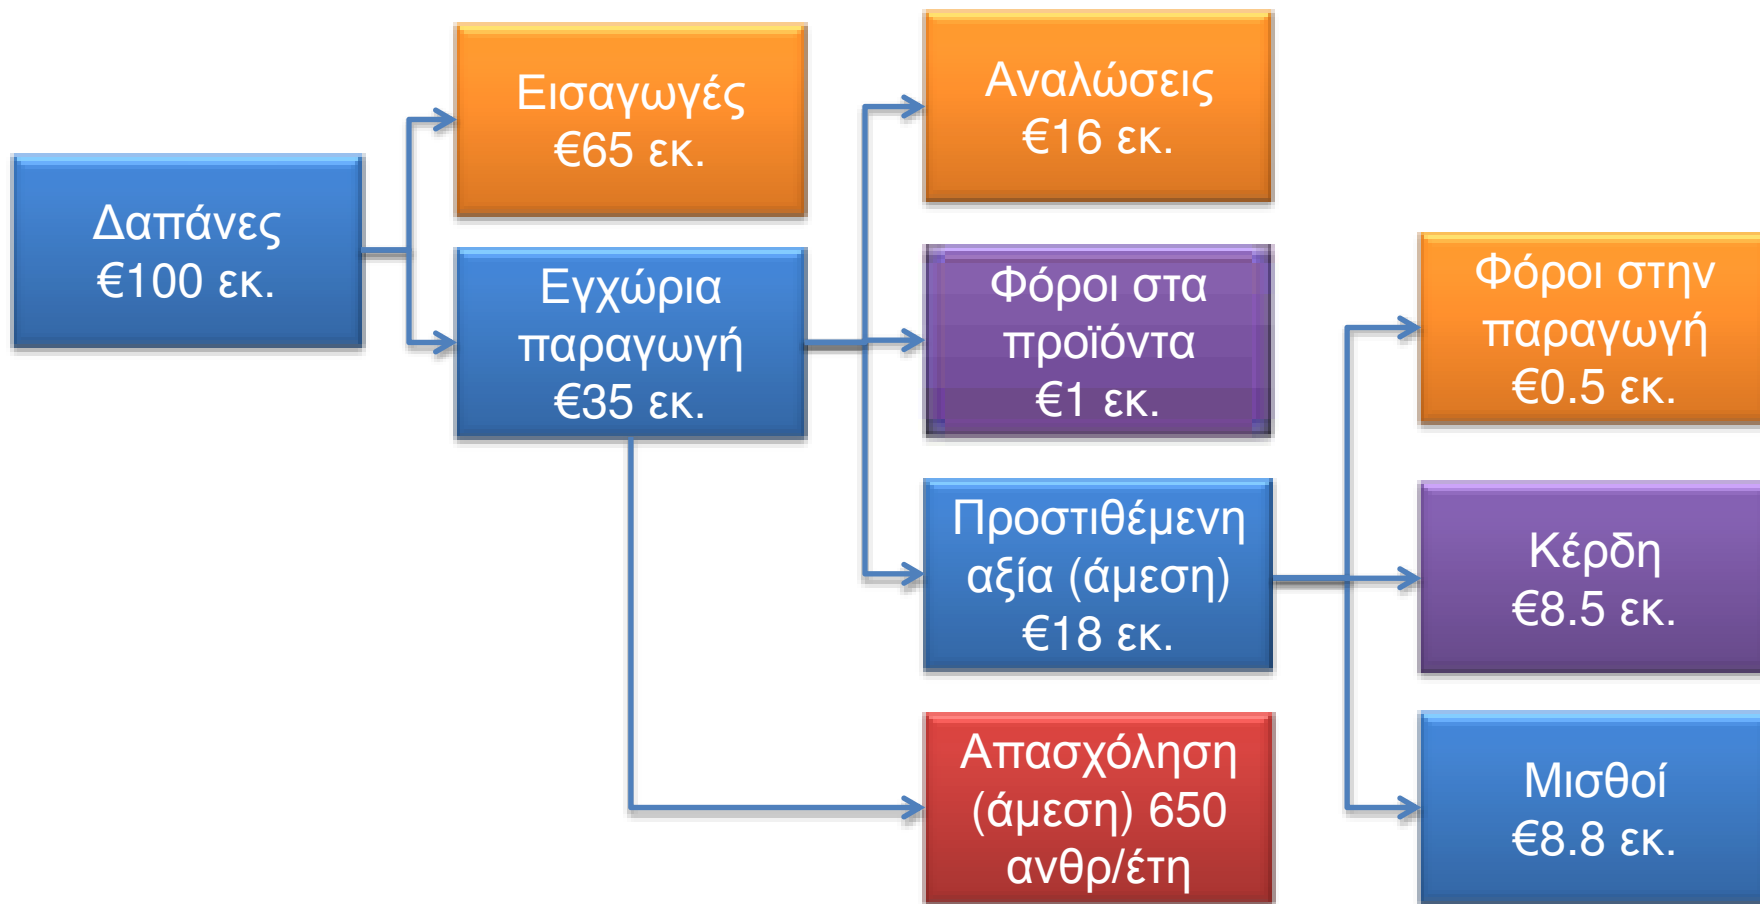 Δαπάνες
€100 εκ.
Εισαγωγές
€65 εκ.
Εγχώρια
παραγωγή
€35 εκ.
Αναλώσεις
€16 εκ.
Φόροι στα
προϊόντα
€1 εκ.
Προστιθέμενη
αξία (άμεση)
€18 εκ.
Απασχόληση
(άμεση) 650
ανθρ/έτη
Φόροι στην
παραγωγή
€0.5 εκ.
Κέρδη
€8.5 εκ.
Μισθοί
€8.8 εκ.